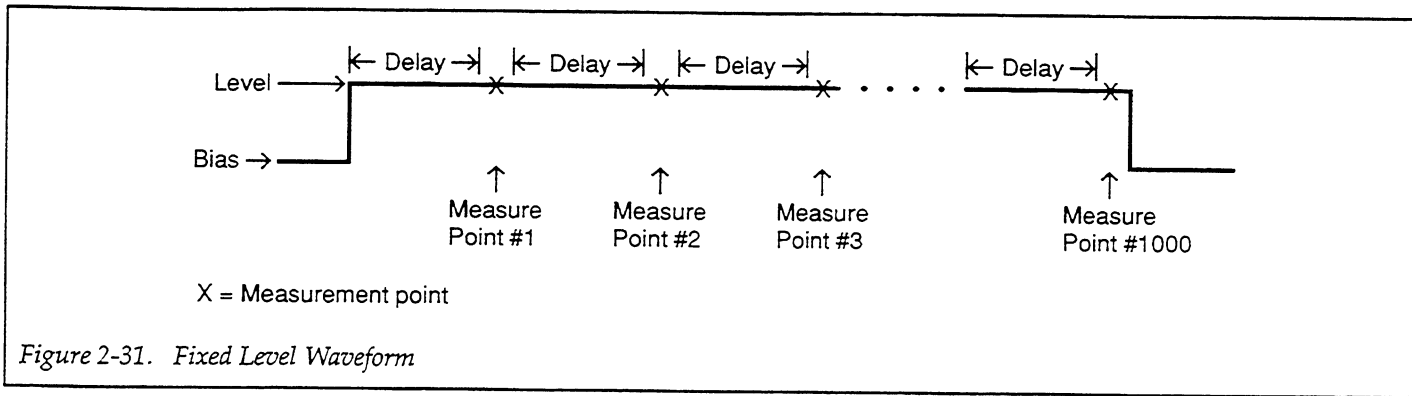 |← Delay →| |← Delay →| |← Delay →| |← Delay →|
Level →
X X X . . . . . X
Bias →
↑ ↑ ↑ ↑
Measure Measure Measure Measure
Point #1 Point #2 Point #3 Point #1000
X = Measurement point
Figure 2-31. Fixed Level Waveform